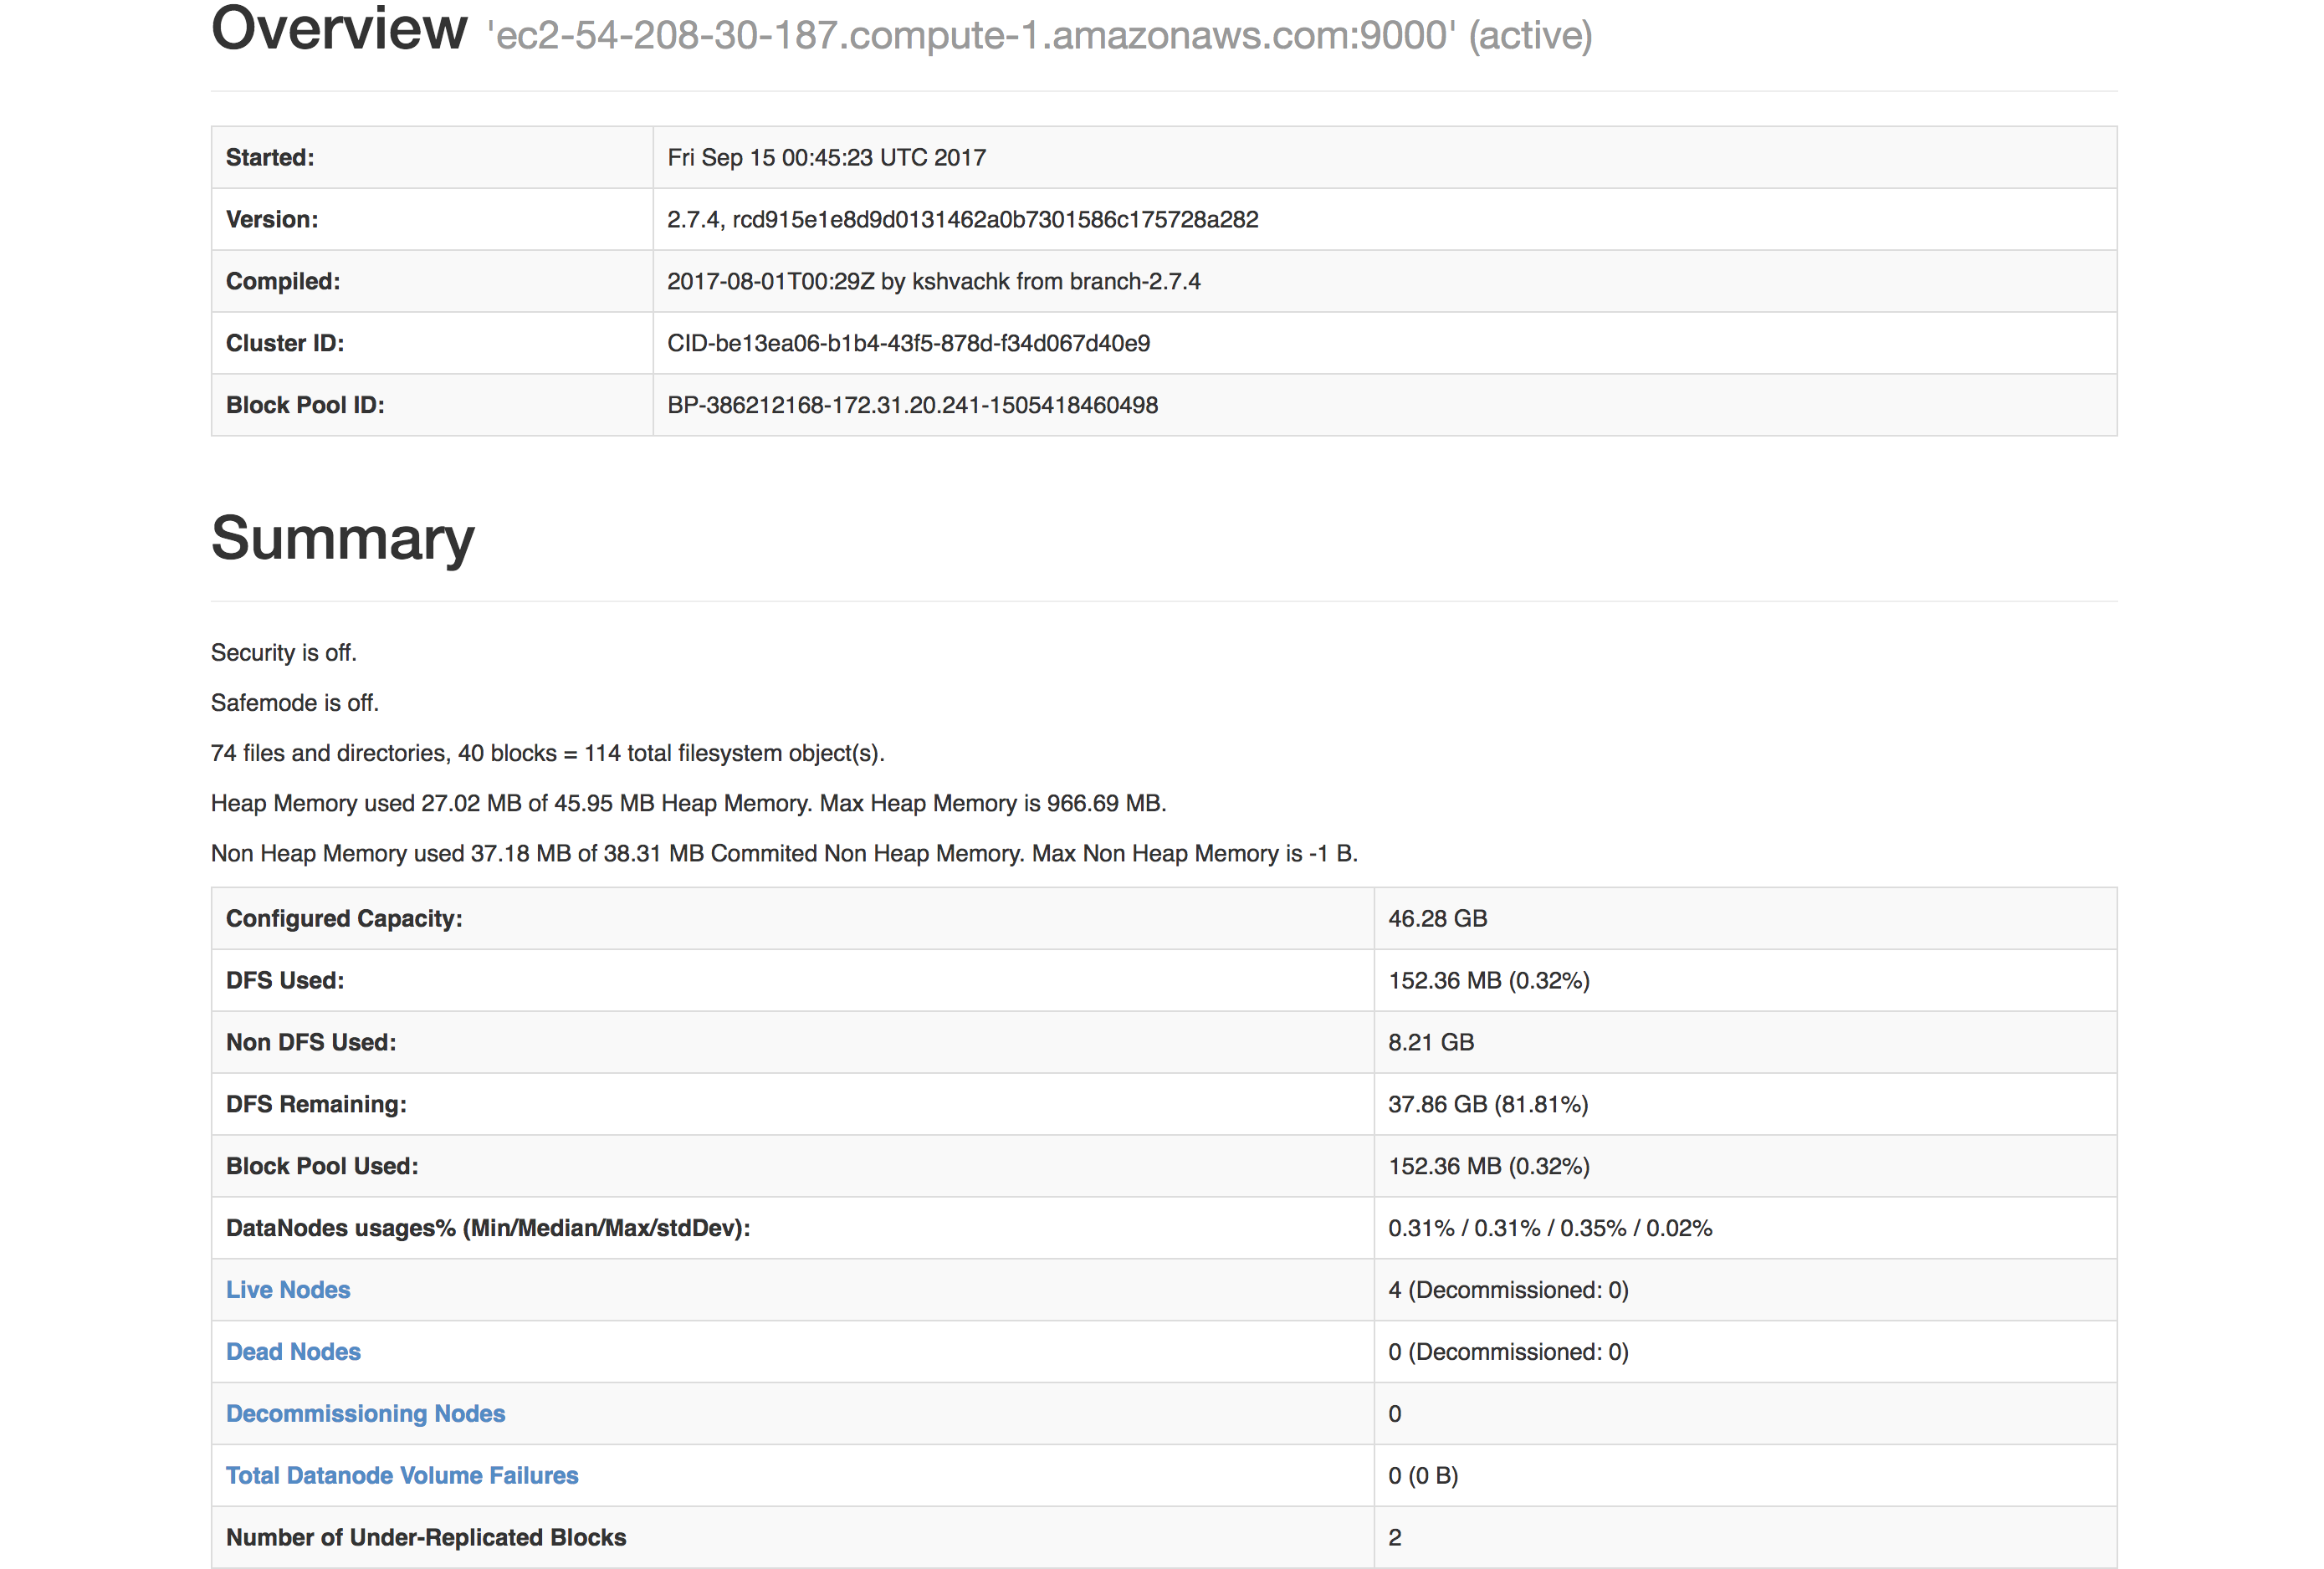 Overview 'ec2-54-208-30-187.compute-1.amazonaws.com:9000' (active)
Started: Fri Sep 15 00:45:23 UTC 2017
Version: 2.7.4, rcd915e1e8d9d0131462a0b7301586c175728a282
Compiled: 2017-08-01T00:29Z by kshvachk from branch-2.7.4
Cluster ID: CID-be13ea06-b1b4-43f5-878d-f34d067d40e9
Block Pool ID: BP-386212168-172.31.20.241-1505418460498
Summary
Security is off.
Safemode is off.
74 files and directories, 40 blocks = 114 total filesystem object(s).
Heap Memory used 27.02 MB of 45.95 MB Heap Memory. Max Heap Memory is 966.69 MB.
Non Heap Memory used 37.18 MB of 38.31 MB Commited Non Heap Memory. Max Non Heap Memory is -1 B.
Configured Capacity: 46.28 GB
DFS Used: 152.36 MB (0.32%)
Non DFS Used: 8.21 GB
DFS Remaining: 37.86 GB (81.81%)
Block Pool Used: 152.36 MB (0.32%)
DataNodes usages% (Min/Median/Max/stdDev): 0.31% / 0.31% / 0.35% / 0.02%
Live Nodes 4 (Decommissioned: 0)
Dead Nodes 0 (Decommissioned: 0)
Decommissioning Nodes 0
Total Datanode Volume Failures 0 (0 B)
Number of Under-Replicated Blocks 2